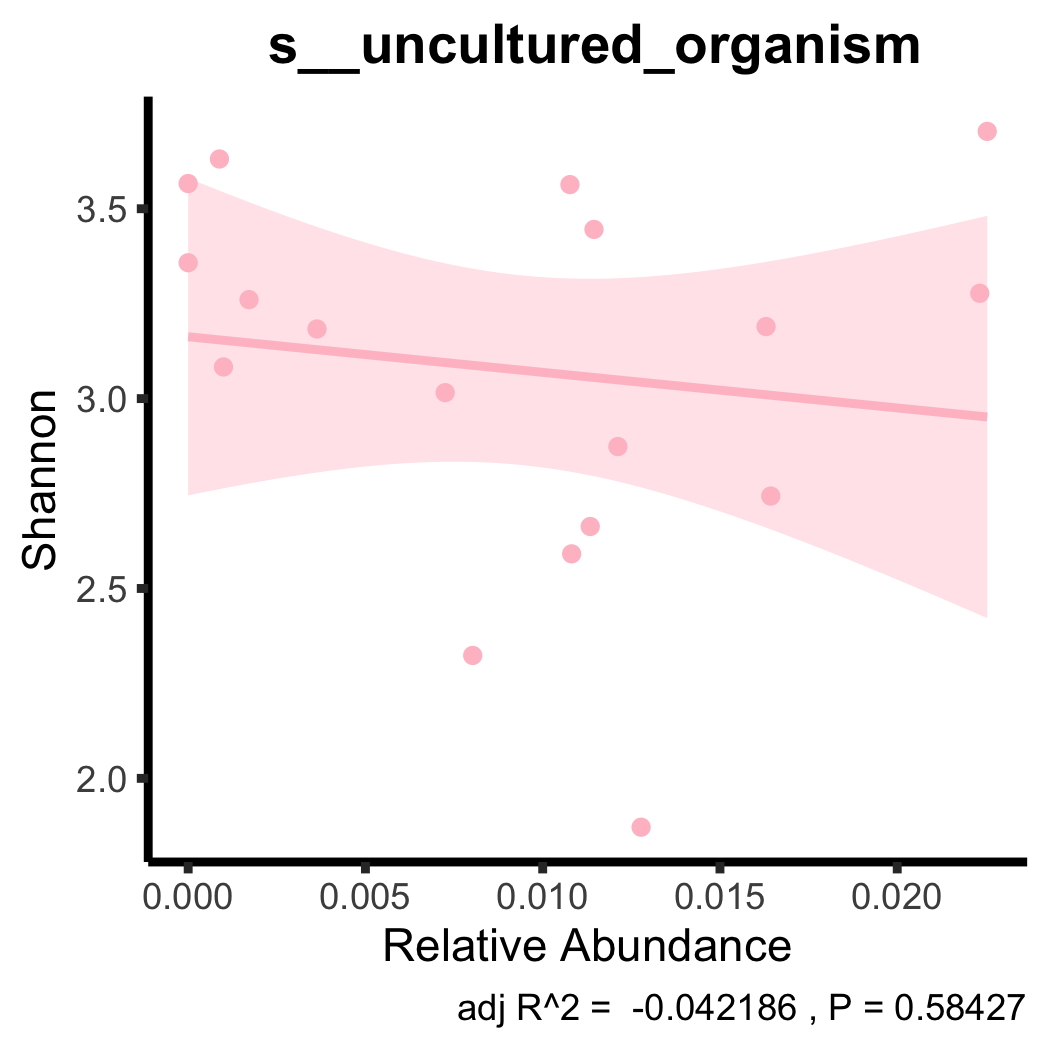 s__uncultured_organism
3.5
3.0
2.5
2.0
Shannon
0.000 0.005 0.010 0.015 0.020
Relative Abundance
adj R^2 =  -0.042186 , P = 0.58427